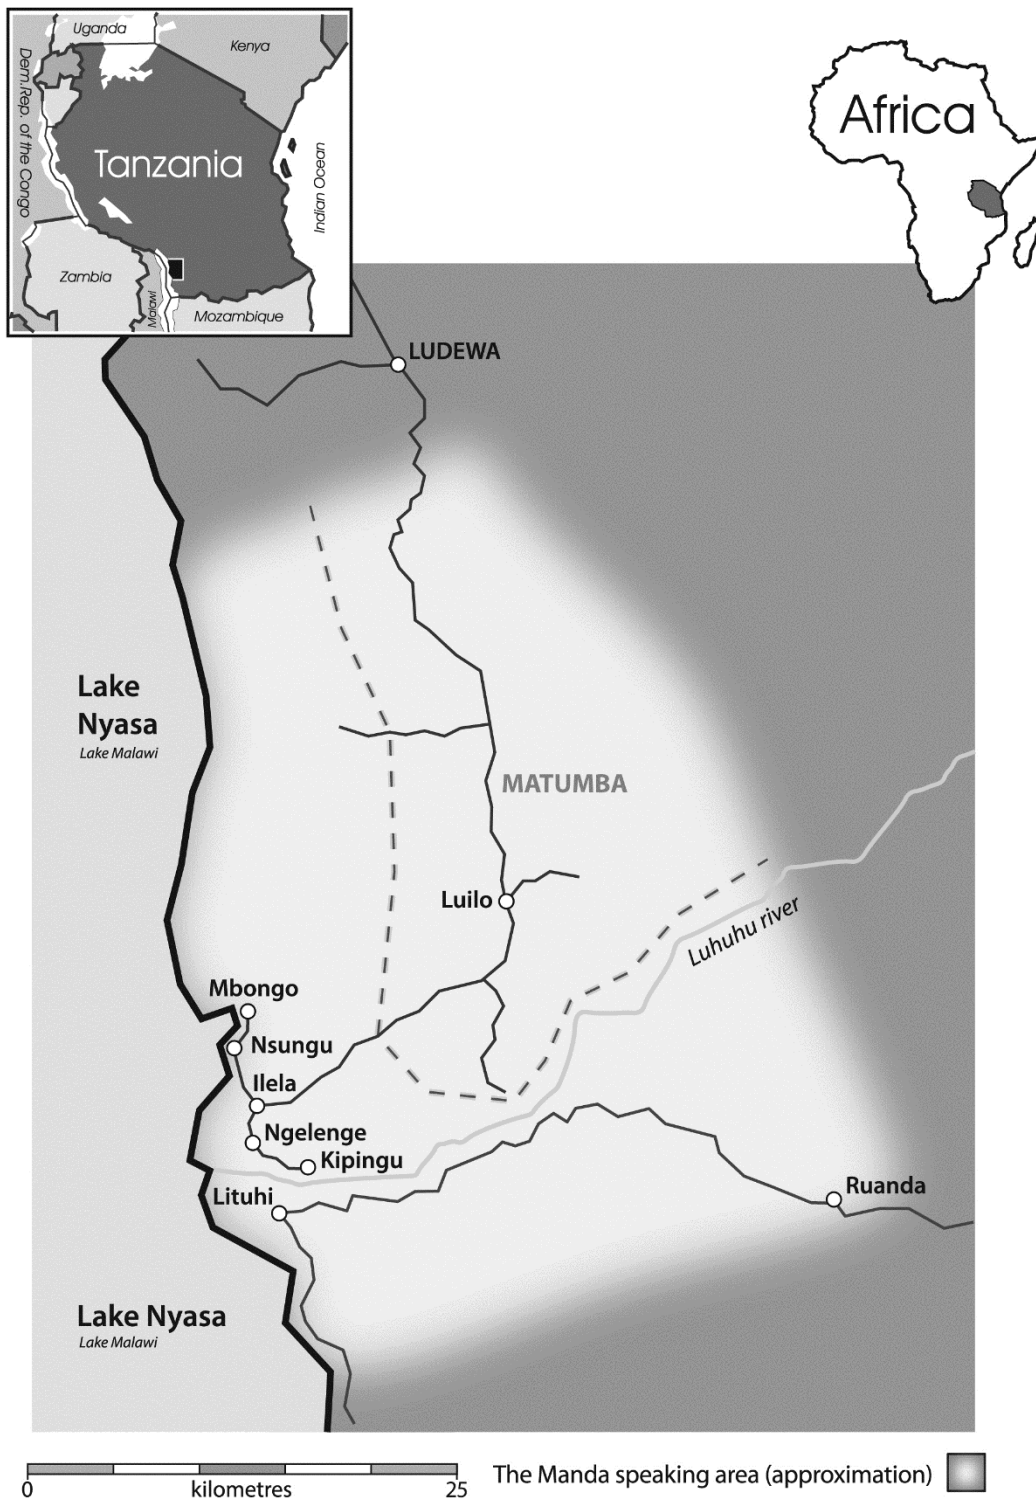 Uganda
Kenya
Dem.Rep. of the Congo
Tanzania
Indian Ocean
Zambia
Malawi
Mozambique
Africa
LUDEWA
Lake
Nyasa
Lake Malawi
MATUMBA
Luilo
Luhuhu river
Mbongo
Nsungu
Ilela
Ngelenge
Kipingu
Lituhi
Ruanda
Lake Nyasa
Lake Malawi
0
kilometres
25
The Manda speaking area (approximation)